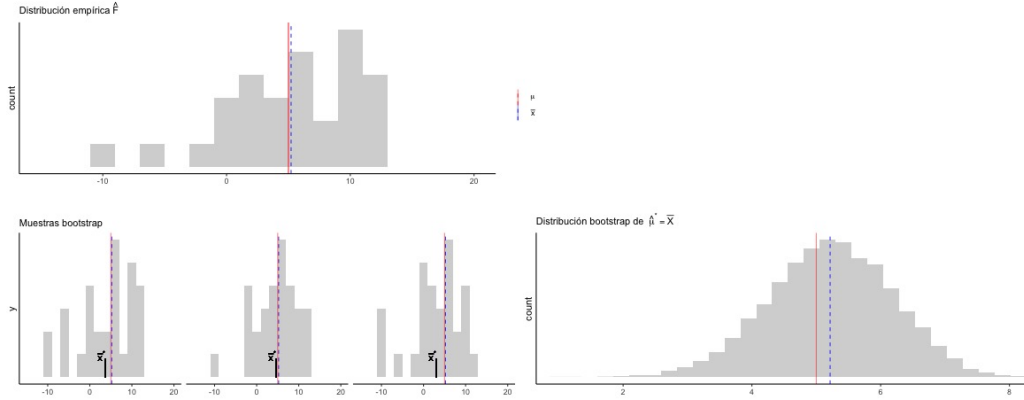 Distribución empírica F̂
count
μ
x̄
-10 0 10 20
Muestras bootstrap
y
x̄* x̄* x̄*
-10 0 10 20 -10 0 10 20 -10 0 10 20
Distribución bootstrap de μ̂* = X̄
count
2 4 6 8